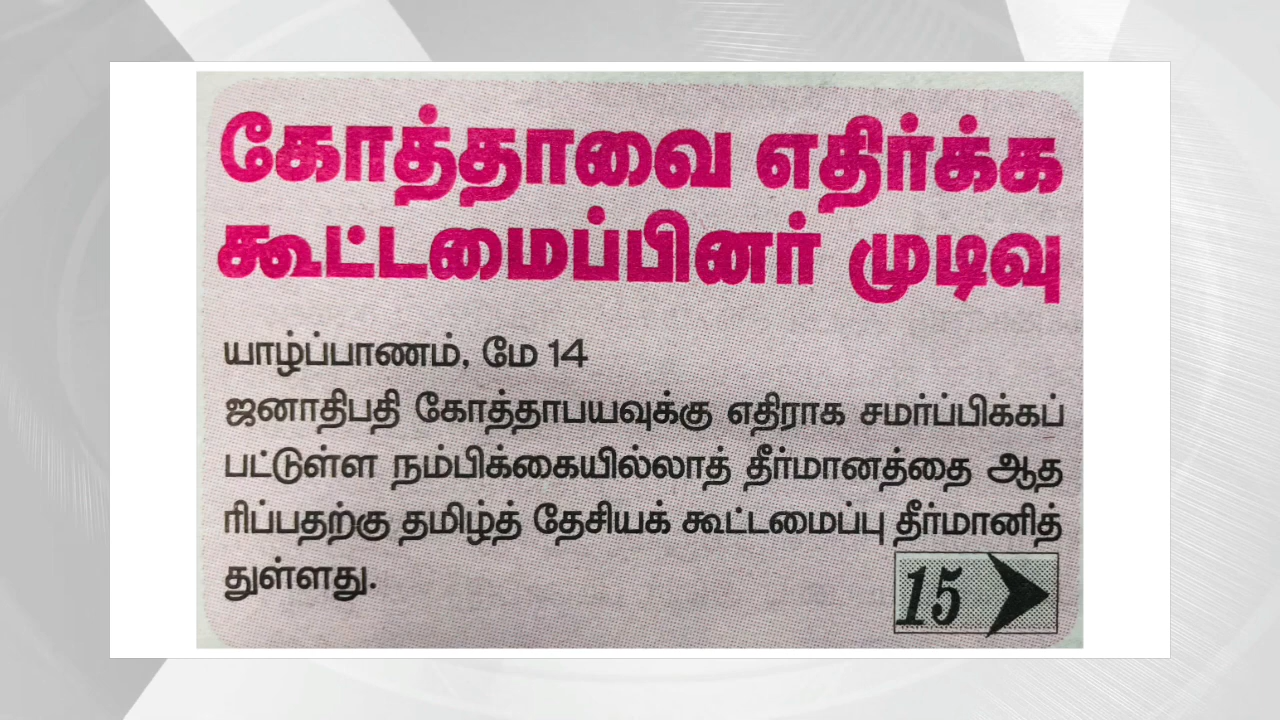 கோத்தாவை எதிர்க்க
கூட்டமைப்பினர் முடிவு
யாழ்ப்பாணம், மே 14
ஜனாதிபதி கோத்தாபயவுக்கு எதிராக சமர்ப்பிக்கப்
பட்டுள்ள நம்பிக்கையில்லாத் தீர்மானத்தை ஆத
ரிப்பதற்கு தமிழ்த் தேசியக் கூட்டமைப்பு தீர்மானித்
துள்ளது.
15